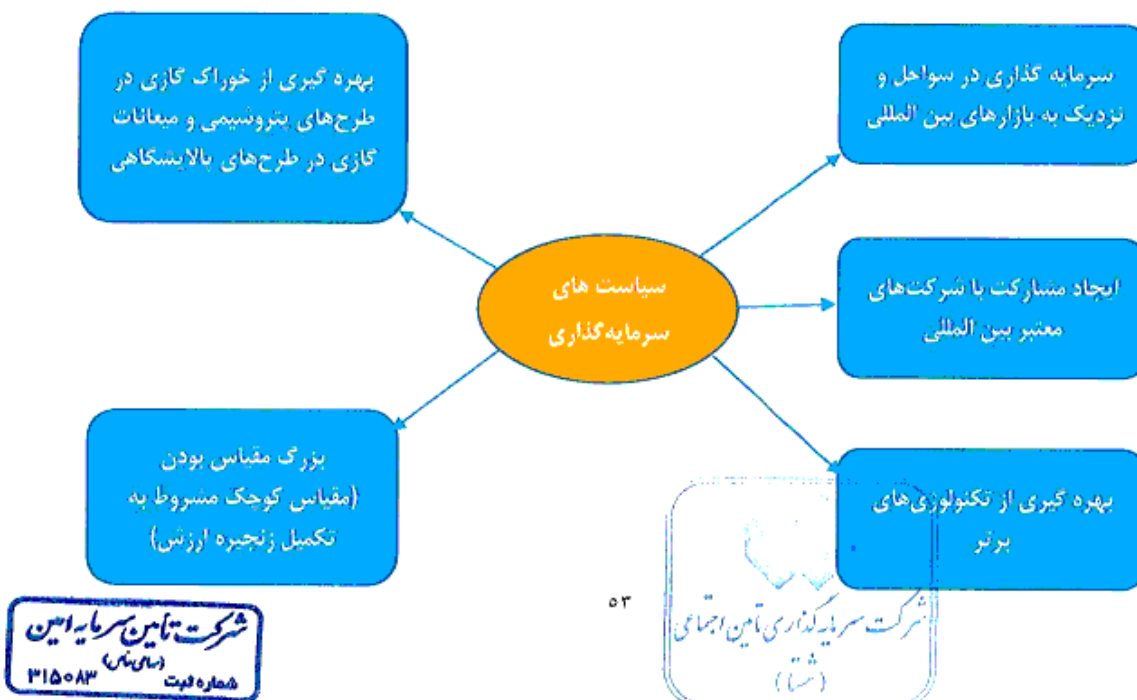 سرمایه گذاری در سواحل و
نزدیک به بازارهای بین المللی
بهره گیری از خوراک گازی در
طرح‌های پتروشیمی و میعانات
گازی در طرح‌های پالایشگاهی
سیاست های
سرمایه‌گذاری
ایجاد مشارکت با شرکت‌های
معتبر بین المللی
بزرگ مقیاس بودن
(مقیاس کوچک مشروط به
تکمیل زنجیره ارزش)
بهره گیری از تکنولوژی‌های
برتر
۵۳
شرکت سرمایه گذاری تأمین اجتماعی
(شستا)
شرکت تأمین سرمایه امین
(سهامی خاص)
شماره ثبت ۳۱۵۰۸۳